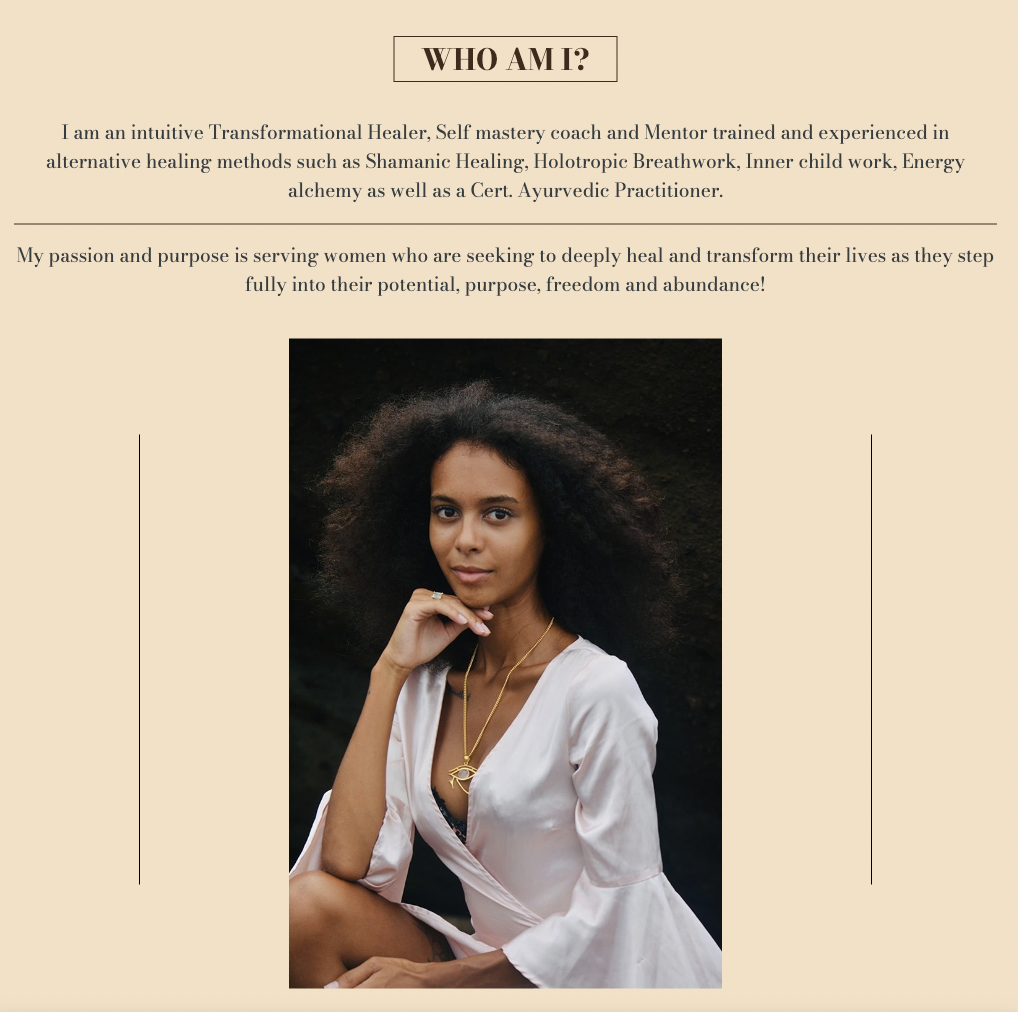 WHO AM I?
I am an intuitive Transformational Healer, Self mastery coach and Mentor trained and experienced in
alternative healing methods such as Shamanic Healing, Holotropic Breathwork, Inner child work, Energy
alchemy as well as a Cert. Ayurvedic Practitioner.
My passion and purpose is serving women who are seeking to deeply heal and transform their lives as they step
fully into their potential, purpose, freedom and abundance!